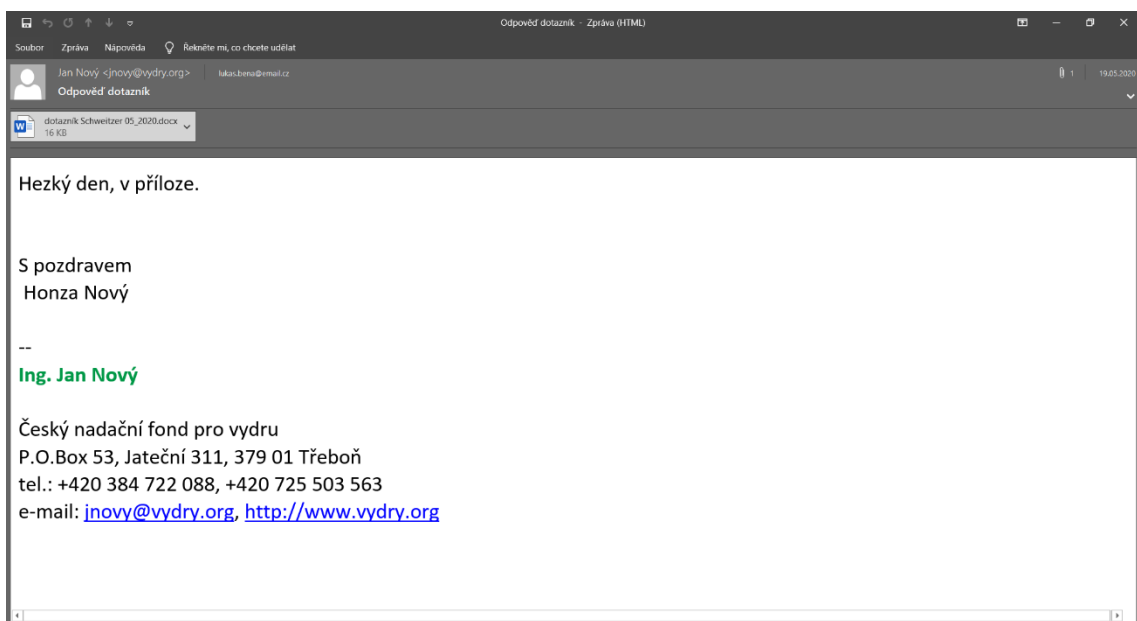 Odpověď dotazník - Zpráva (HTML)
Soubor Zpráva Nápověda Řekněte mi, co chcete udělat
Jan Nový <jnovy@vydry.org> lukas.bena@email.cz 1 19.05.2020
Odpověď dotazník
dotazník Schweitzer 05_2020.docx
16 KB
Hezký den, v příloze.
S pozdravem
Honza Nový
--
Ing. Jan Nový
Český nadační fond pro vydru
P.O.Box 53, Jateční 311, 379 01 Třeboň
tel.: +420 384 722 088, +420 725 503 563
e-mail: jnovy@vydry.org, http://www.vydry.org